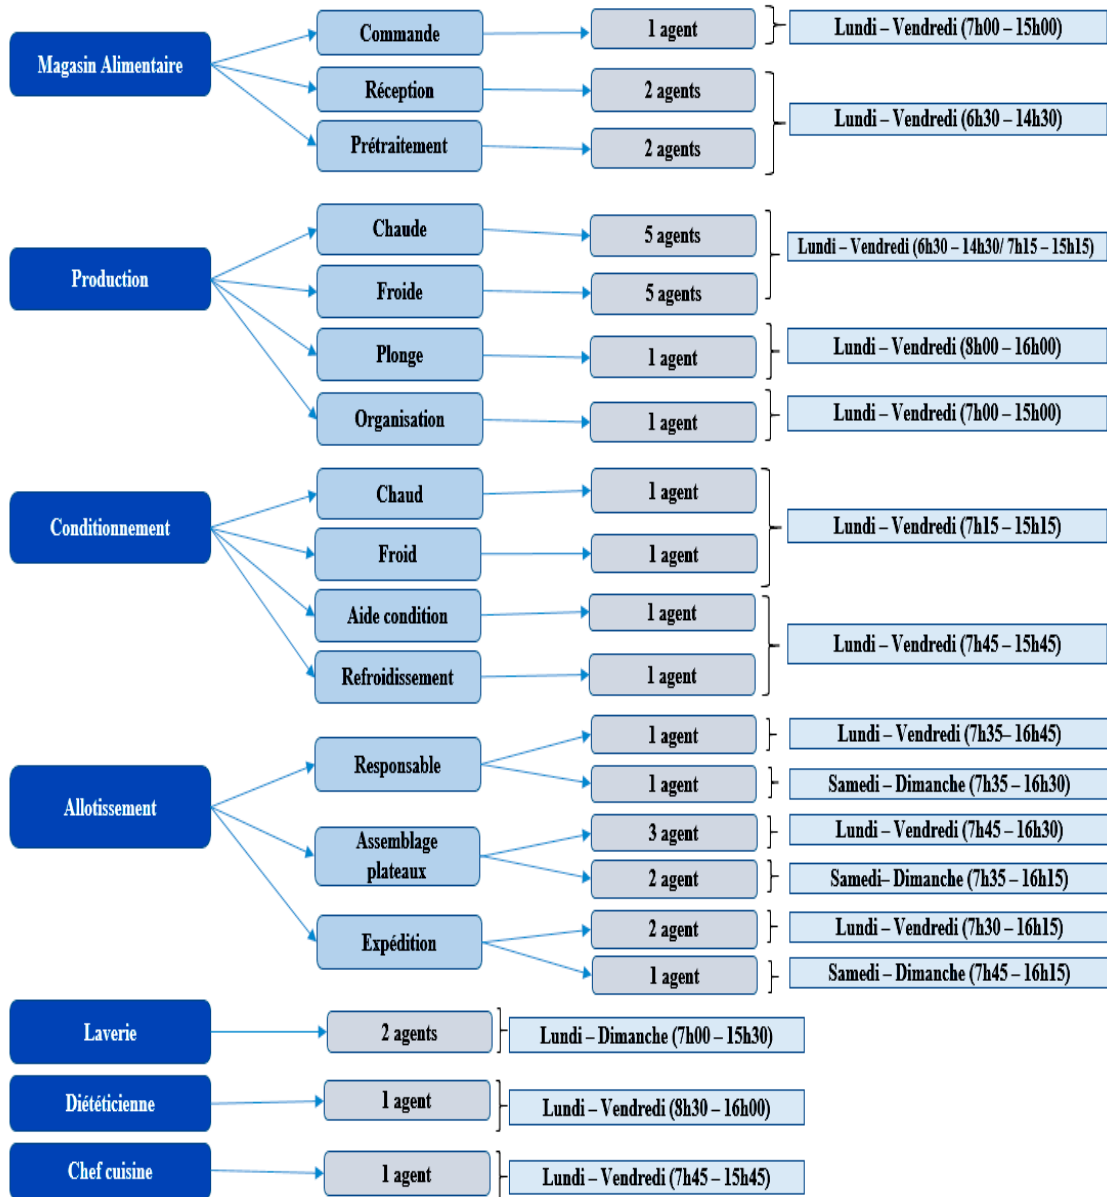 Magasin Alimentaire
Commande
1 agent
Lundi – Vendredi (7h00 – 15h00)
Réception
2 agents
Prétraitement
2 agents
Lundi – Vendredi (6h30 – 14h30)
Production
Chaude
5 agents
Froide
5 agents
Lundi – Vendredi (6h30 – 14h30/ 7h15 – 15h15)
Plonge
1 agent
Lundi – Vendredi (8h00 – 16h00)
Organisation
1 agent
Lundi – Vendredi (7h00 – 15h00)
Conditionnement
Chaud
1 agent
Froid
1 agent
Lundi – Vendredi (7h15 – 15h15)
Aide condition
1 agent
Refroidissement
1 agent
Lundi – Vendredi (7h45 – 15h45)
Allotissement
Responsable
1 agent
Lundi – Vendredi (7h35– 16h45)
1 agent
Samedi – Dimanche (7h35 – 16h30)
Assemblage
plateaux
3 agent
Lundi – Vendredi (7h45 – 16h30)
2 agent
Samedi– Dimanche (7h35 – 16h15)
Expédition
2 agent
Lundi – Vendredi (7h30 – 16h15)
1 agent
Samedi – Dimanche (7h45 – 16h15)
Laverie
2 agents
Lundi – Dimanche (7h00 – 15h30)
Diététicienne
1 agent
Lundi – Vendredi (8h30 – 16h00)
Chef cuisine
1 agent
Lundi – Vendredi (7h45 – 15h45)